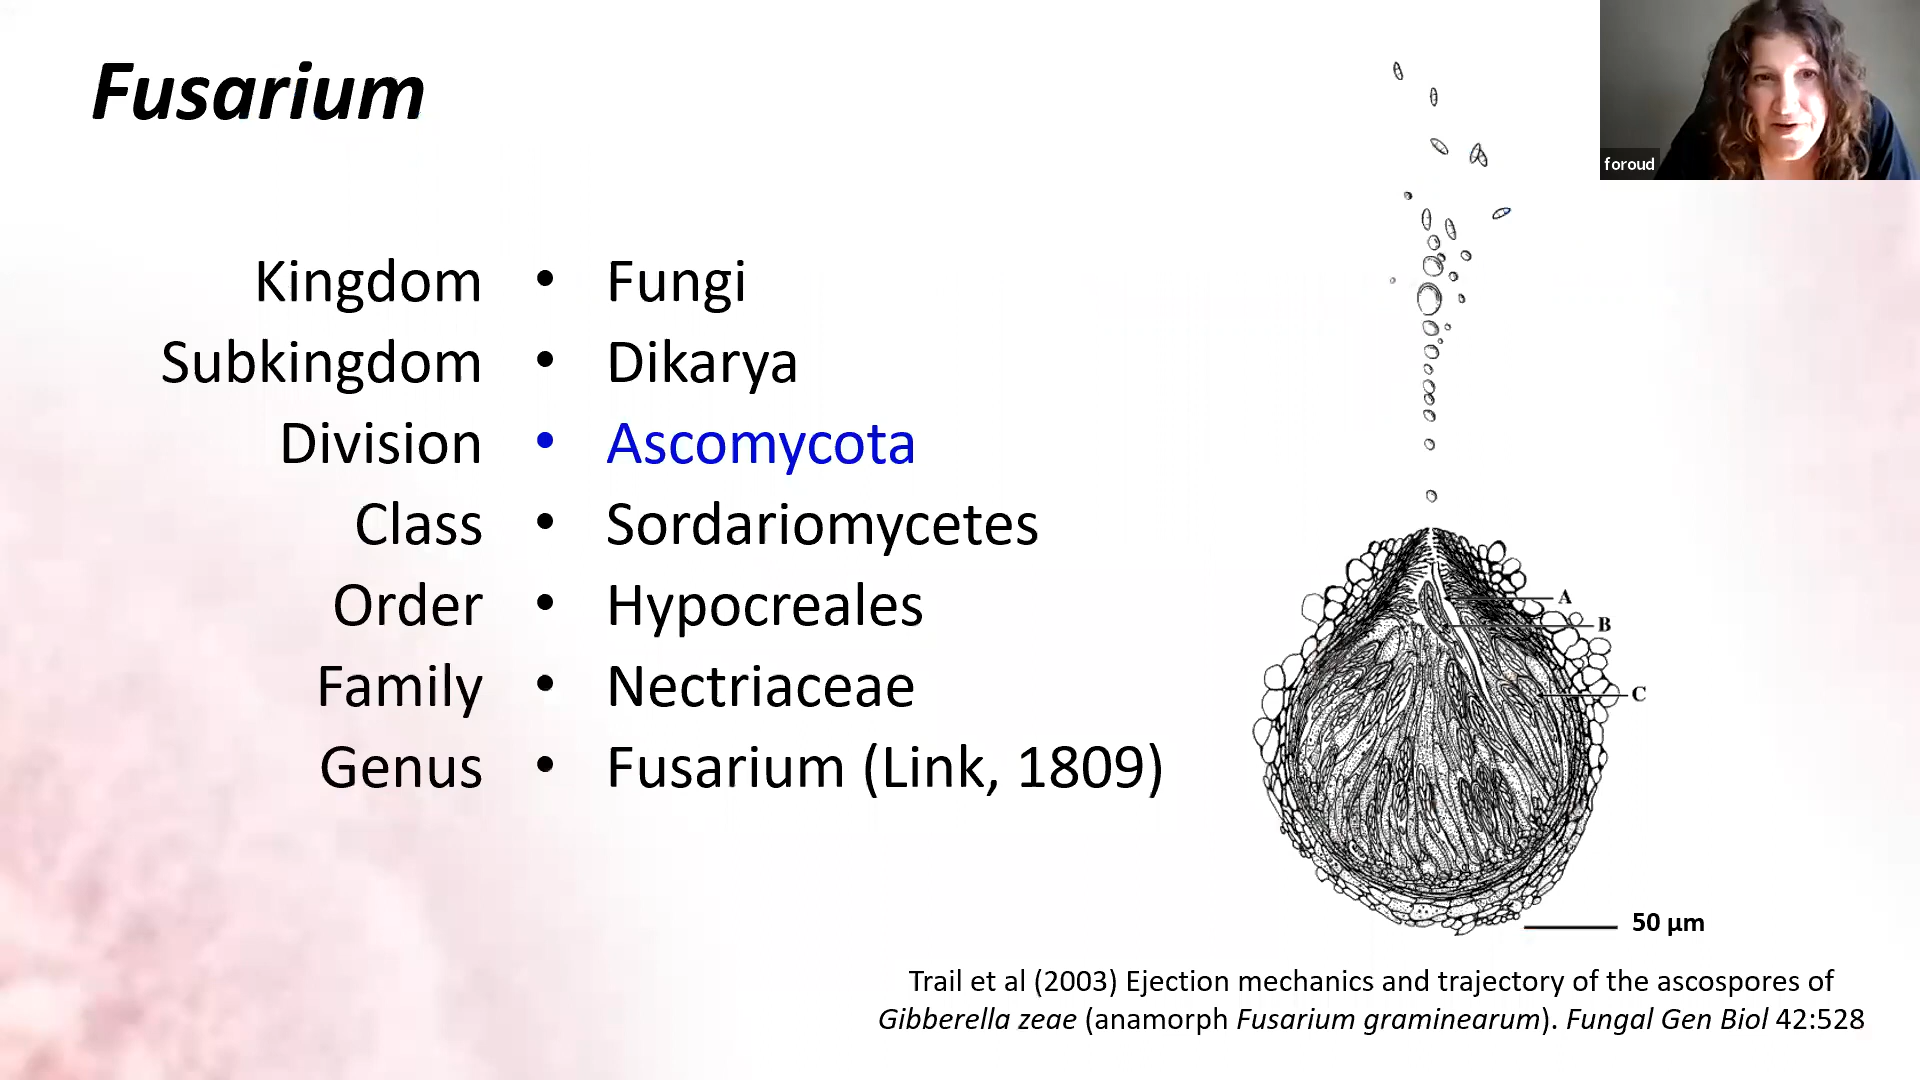 Fusarium
foroud
Kingdom • Fungi
Subkingdom • Dikarya
Division • Ascomycota
Class • Sordariomycetes
Order • Hypocreales
Family • Nectriaceae
Genus • Fusarium (Link, 1809)
A
B
C
50 µm
Trail et al (2003) Ejection mechanics and trajectory of the ascospores of
Gibberella zeae (anamorph Fusarium graminearum). Fungal Gen Biol 42:528